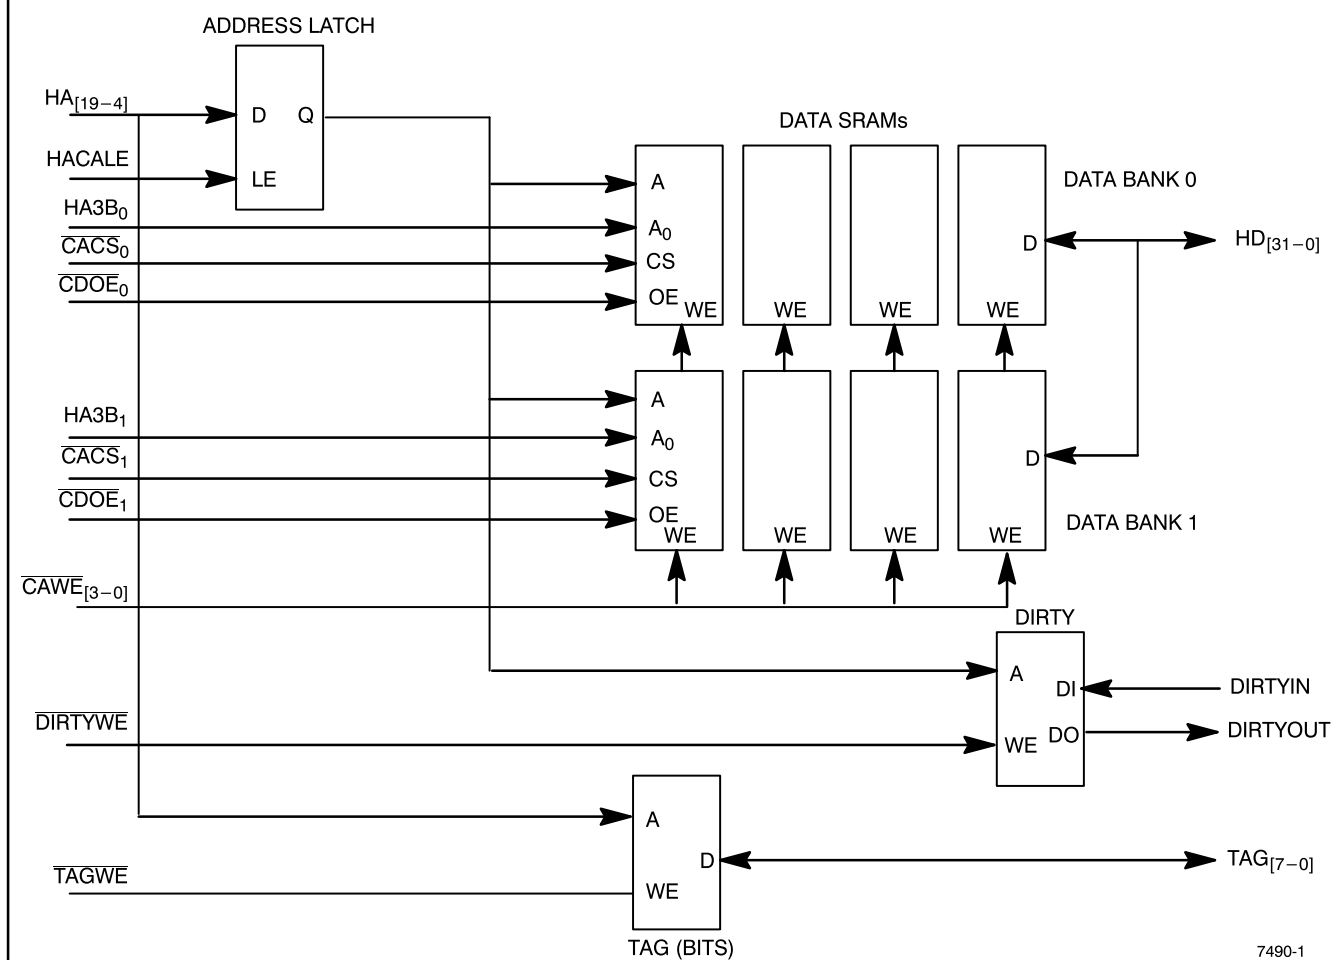 ADDRESS LATCH
HA[19–4]
D Q
HACALE
LE
DATA SRAMs
HA3B0
A
DATA BANK 0
CACS0
A0
D
HD[31–0]
CDOE0
CS
OE
WE WE WE WE
HA3B1
A
CACS1
A0
CS
D
CDOE1
OE
DATA BANK 1
WE WE WE WE
CAWE[3–0]
DIRTY
A
DI
DIRTYIN
DIRTYWE
WE
DO
DIRTYOUT
A
D
TAG[7–0]
TAGWE
WE
TAG (BITS)
7490-1